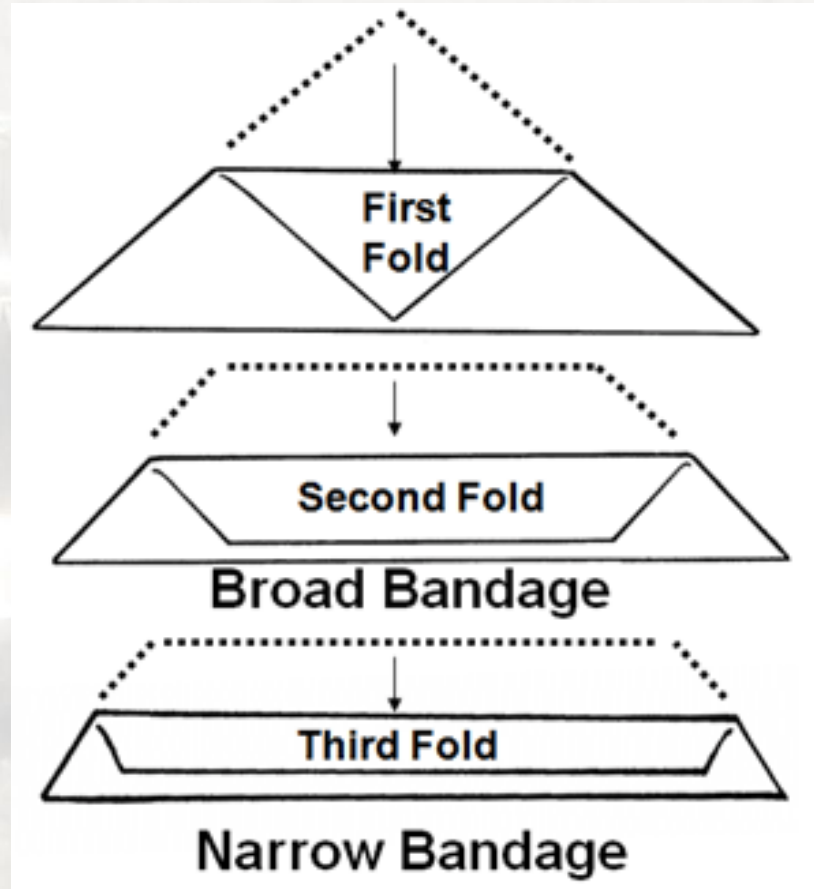 First
Fold
Second Fold
Broad Bandage
Third Fold
Narrow Bandage